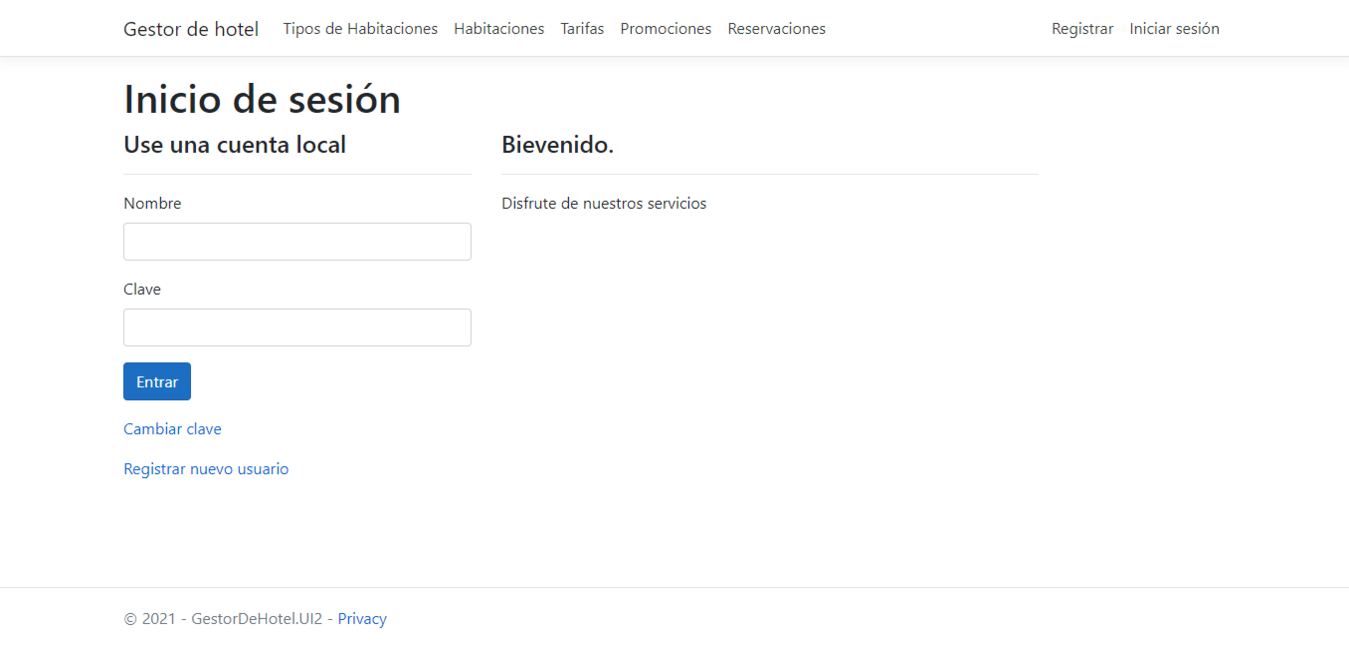 Gestor de hotel Tipos de Habitaciones Habitaciones Tarifas Promociones Reservaciones Registrar Iniciar sesión
Inicio de sesión
Use una cuenta local
Nombre
Clave
Entrar
Cambiar clave
Registrar nuevo usuario
Bievenido.
Disfrute de nuestros servicios
© 2021 - GestorDeHotel.UI2 - Privacy